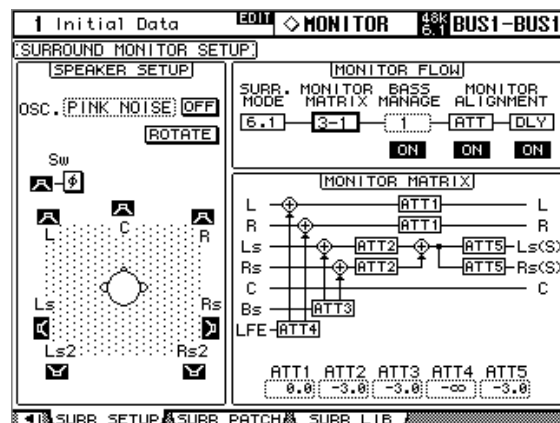 1 Initial Data EDIT ◇MONITOR 48K 6.1 BUS1-BUS1
SURROUND MONITOR SETUP
SPEAKER SETUP
OSC. PINK NOISE OFF
ROTATE
Sw
ϕ
L C R
Ls Rs
Ls2 Rs2
MONITOR FLOW
SURR. MODE MONITOR MATRIX BASS MANAGE MONITOR ALIGNMENT
6.1 3-1 1 ATT DLY
ON ON ON
MONITOR MATRIX
L ATT1 L
R ATT1 R
Ls ATT2 ATT5 Ls(S)
Rs ATT2 ATT5 Rs(S)
C C
Bs ATT3
LFE ATT4
ATT1 ATT2 ATT3 ATT4 ATT5
0.0 -3.0 -3.0 -∞ -3.0
SURR SETUP SURR PATCH SURR LIB